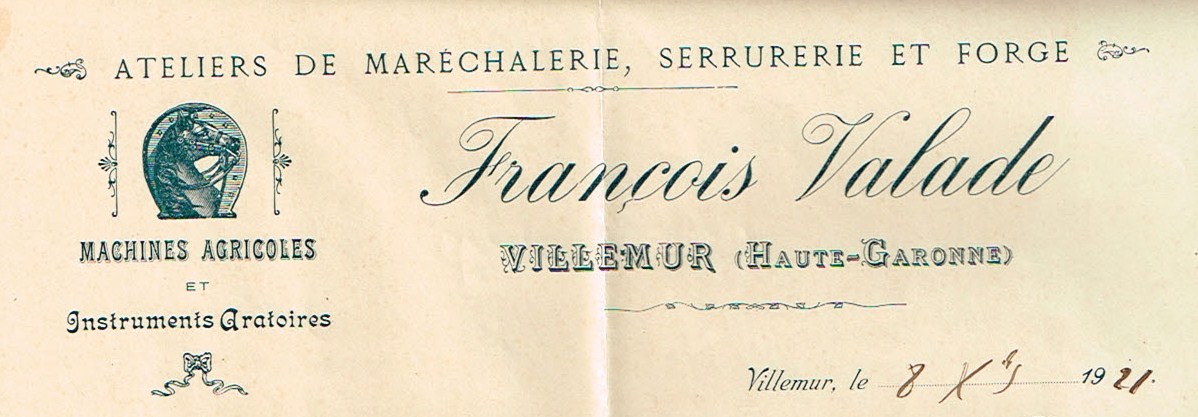 ATELIERS DE MARÉCHALERIE, SERRURERIE ET FORGE
François Valade
VILLEMUR (HAUTE-GARONNE)
MACHINES AGRICOLES
ET
Instruments Aratoires
Villemur, le 8 Xbs 1921.